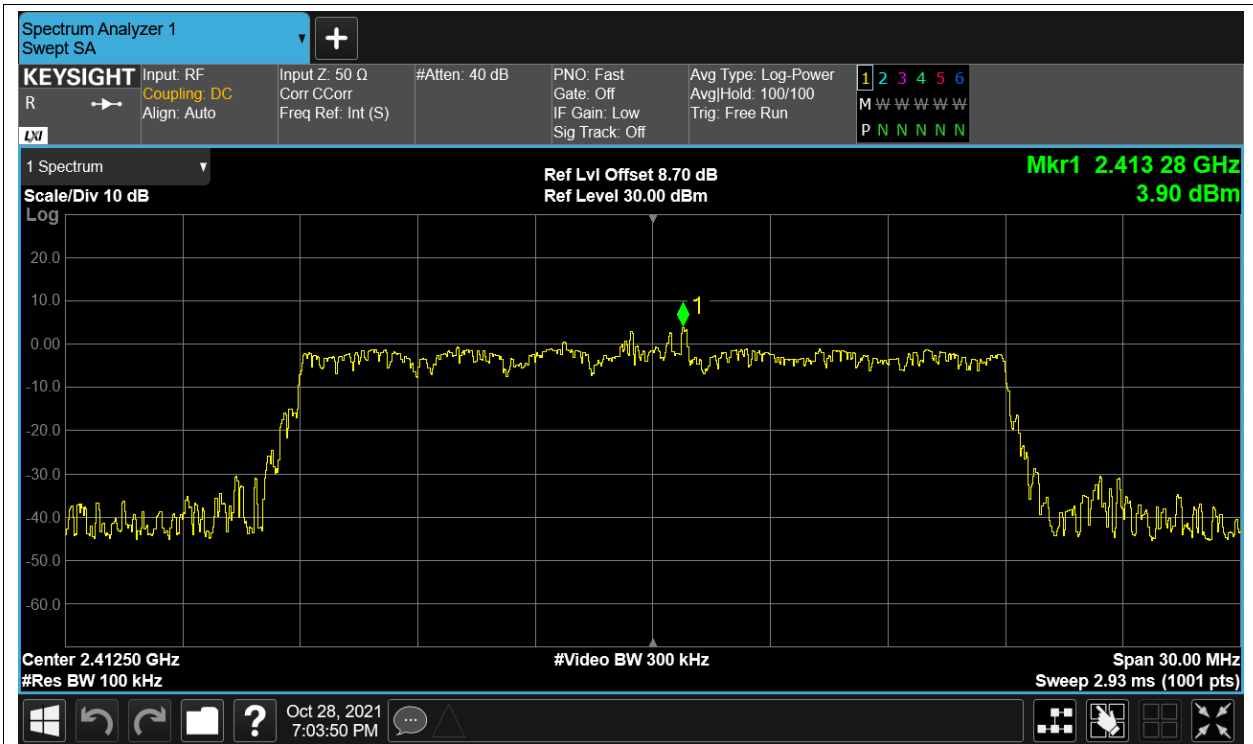 Spectrum Analyzer 1
Swept SA
KEYSIGHT
R
LXI
Input: RF
Coupling: DC
Align: Auto
Input Z: 50 Ω
Corr CCorr
Freq Ref: Int (S)
#Atten: 40 dB
PNO: Fast
Gate: Off
IF Gain: Low
Sig Track: Off
Avg Type: Log-Power
Avg|Hold: 100/100
Trig: Free Run
1 2 3 4 5 6
M W W W W W
P N N N N N
1 Spectrum
Scale/Div 10 dB
Log
Ref Lvl Offset 8.70 dB
Ref Level 30.00 dBm
Mkr1 2.413 28 GHz
3.90 dBm
20.0
10.0
0.00
-10.0
-20.0
-30.0
-40.0
-50.0
-60.0
1
Center 2.41250 GHz
#Res BW 100 kHz
#Video BW 300 kHz
Span 30.00 MHz
Sweep 2.93 ms (1001 pts)
?
Oct 28, 2021
7:03:50 PM